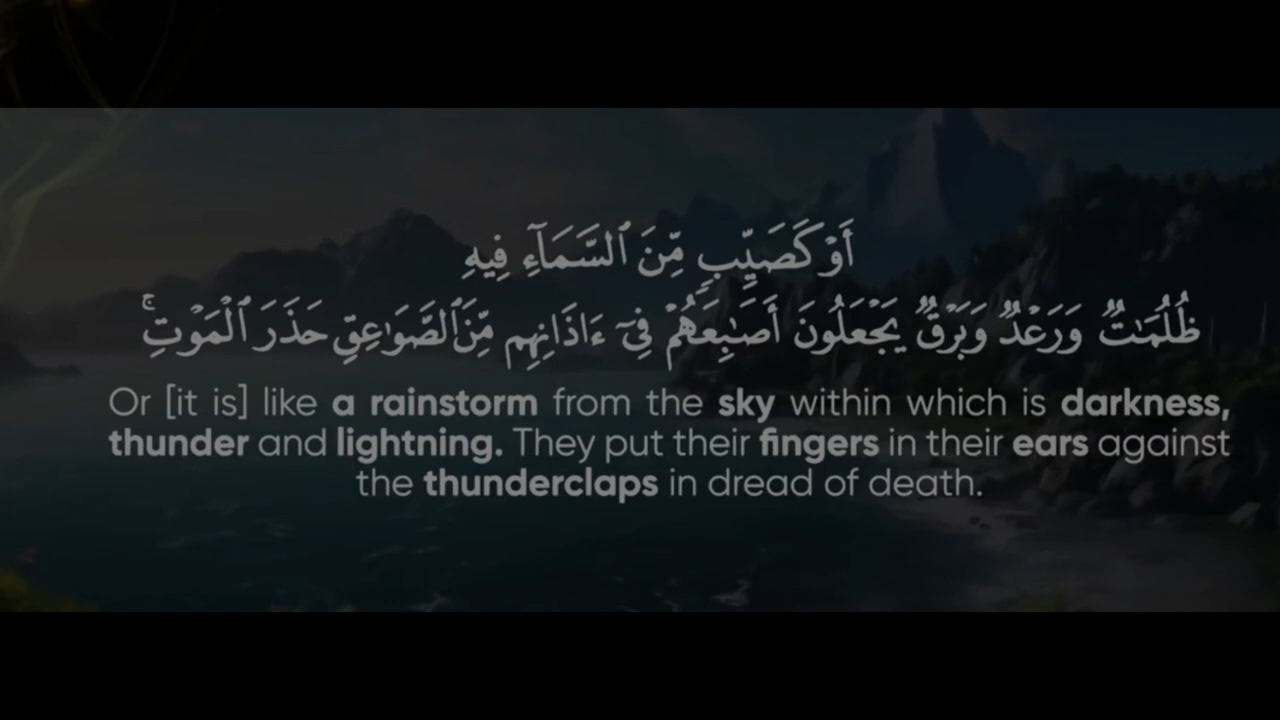 أَوْ كَصَيِّبٍ مِّنَ ٱلسَّمَآءِ فِيهِ
ظُلُمَٰتٌ وَرَعْدٌ وَبَرْقٌ يَجْعَلُونَ أَصَٰبِعَهُمْ فِىٓ ءَاذَانِهِم مِّنَ ٱلصَّوَٰعِقِ حَذَرَ ٱلْمَوْتِ ۚ
Or [it is] like a rainstorm from the sky within which is darkness,
thunder and lightning. They put their fingers in their ears against
the thunderclaps in dread of death.